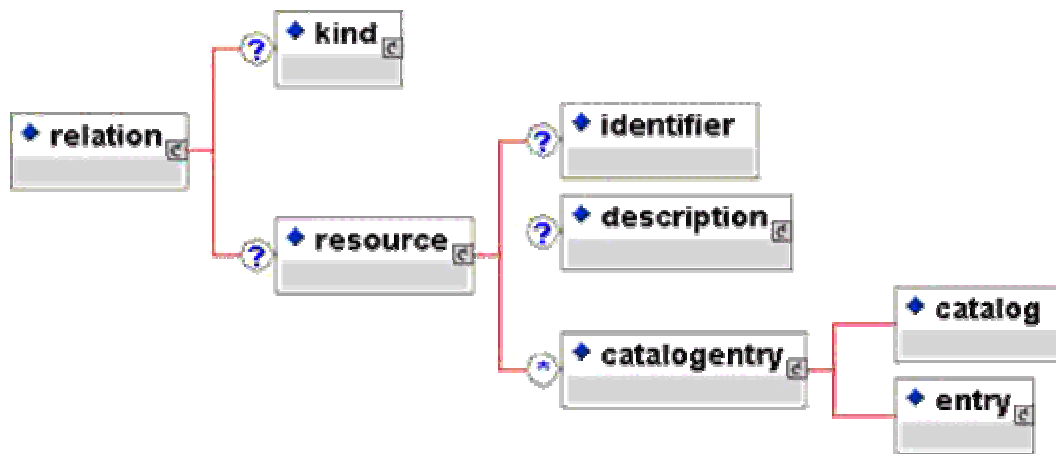 ? kind
relation
? identifier
? resource
? description
* catalogentry
catalog
entry